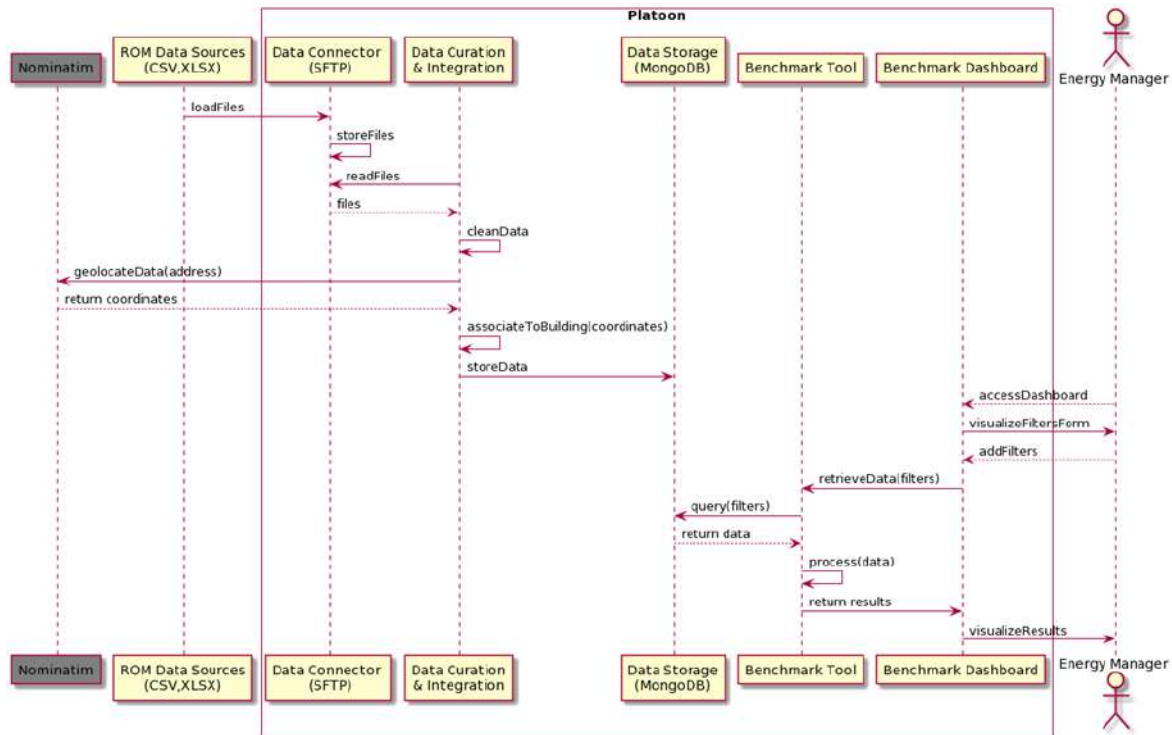 Platoon
Nominatim
ROM Data Sources
(CSV,XLSX)
Data Connector
(SFTP)
Data Curation
& Integration
Data Storage
(MongoDB)
Benchmark Tool
Benchmark Dashboard
Energy Manager
loadFiles
storeFiles
readFiles
files
cleanData
geolocateData(address)
return coordinates
associateToBuilding(coordinates)
storeData
accessDashboard
visualizeFiltersForm
addFilters
retrieveData(filters)
query(filters)
return data
process(data)
return results
visualizeResults
Nominatim
ROM Data Sources
(CSV,XLSX)
Data Connector
(SFTP)
Data Curation
& Integration
Data Storage
(MongoDB)
Benchmark Tool
Benchmark Dashboard
Energy Manager